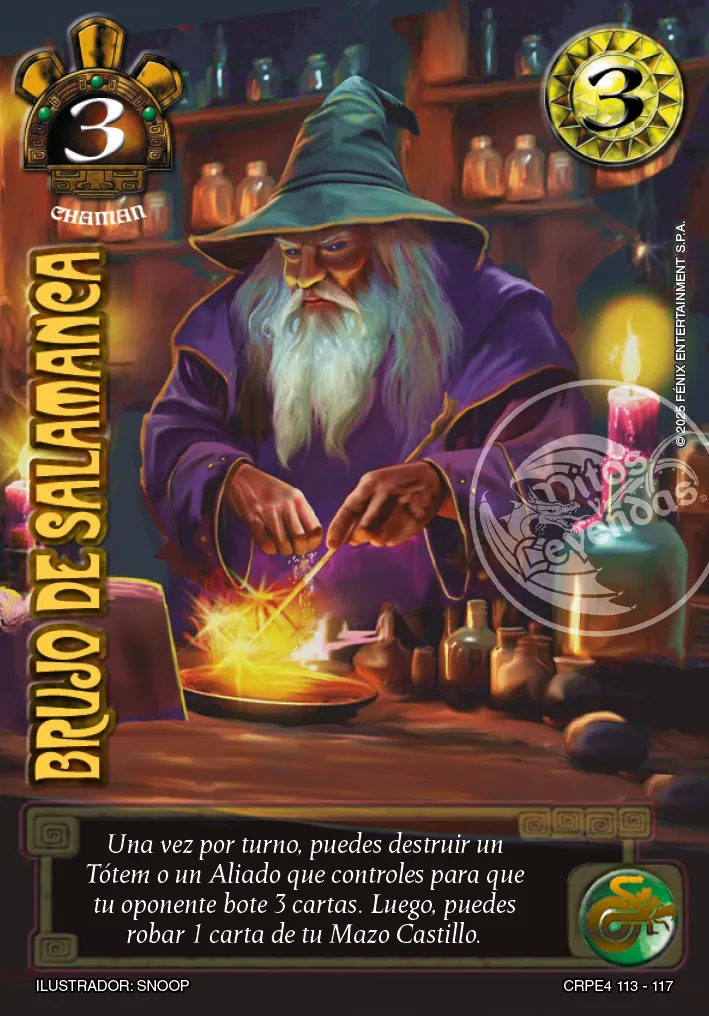 3
3
CHAMAN
BRUJO DE SALAMANCA
© 2025 FÉNIX ENTERTAINMENT S.P.A.
Mitos
y
Leyendas®
Una vez por turno, puedes destruir un
Tótem o un Aliado que controles para que
tu oponente bote 3 cartas. Luego, puedes
robar 1 carta de tu Mazo Castillo.
ILUSTRADOR: SNOOP
CRPE4 113 - 117